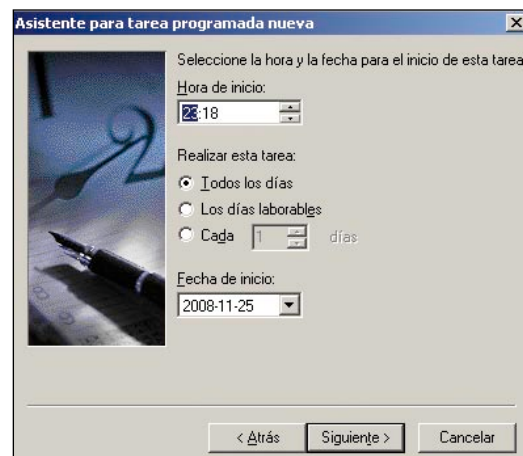 Asistente para tarea programada nueva
Seleccione la hora y la fecha para el inicio de esta tarea
Hora de inicio:
23:18
Realizar esta tarea:
Todos los días
Los días laborables
Cada 1 días
Fecha de inicio:
2008-11-25
< Atrás Siguiente > Cancelar